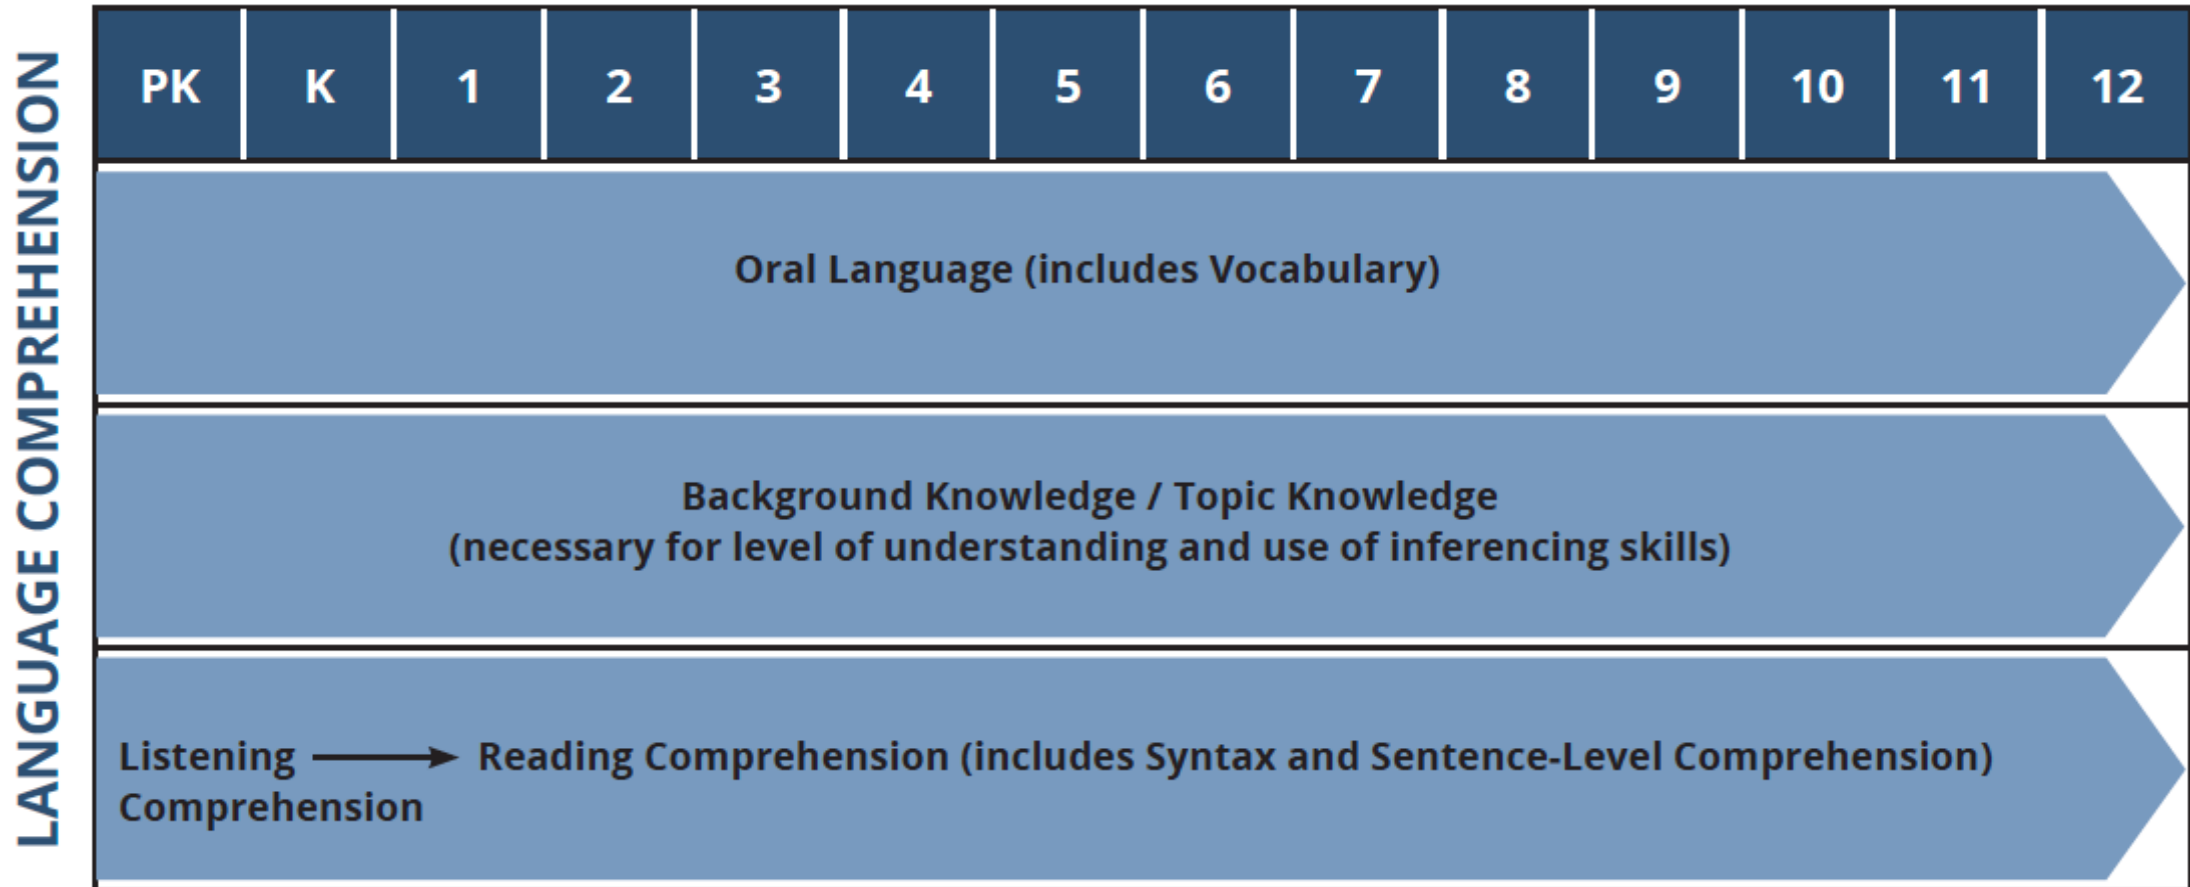 LANGUAGE COMPREHENSION
PK K 1 2 3 4 5 6 7 8 9 10 11 12
Oral Language (includes Vocabulary)
Background Knowledge / Topic Knowledge
(necessary for level of understanding and use of inferencing skills)
Listening Reading Comprehension (includes Syntax and Sentence-Level Comprehension)
Comprehension